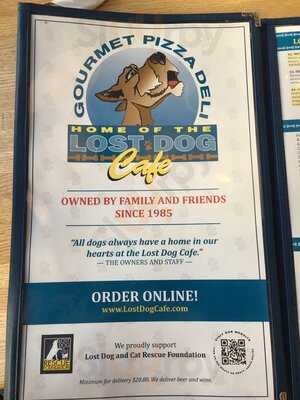 GOURMET PIZZA DELI
HOME OF THE
LOST DOG
Cafe
OWNED BY FAMILY AND FRIENDS
SINCE 1985
"All dogs always have a home in our
hearts at the Lost Dog Cafe."
— THE OWNERS AND STAFF —
ORDER ONLINE!
www.LostDogCafe.com
We proudly support
Lost Dog and Cat Rescue Foundation
RESCUE
Minimum for delivery $20.00. We deliver beer and wine.